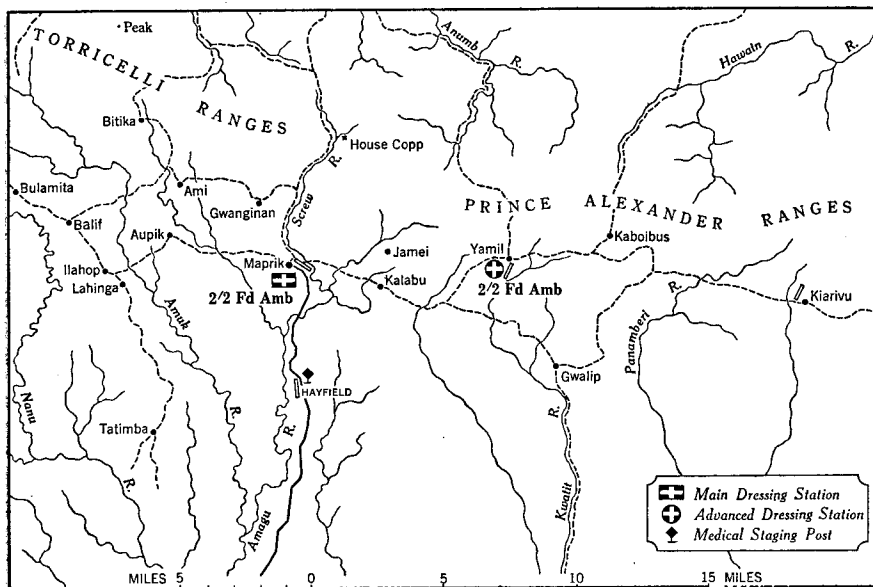 Peak
TORRICELLI
RANGES
Anumb
R.
Hawain
R.
Bitika
House Copp
Bulamita
Ami
Gwanginan
Screw
R.
PRINCE ALEXANDER RANGES
Balif
Aupik
Jamei
Yamil
Kaboibus
Maprik
Ilahop
Lahinga
Kalabu
2/2 Fd Amb
2/2 Fd Amb
Kiarivu
Amuk
R.
Panamberi
R.
Nanu
R.
HAYFIELD
Gwalip
Tatimba
Amagu
R.
Kwalit
R.
Main Dressing Station
Advanced Dressing Station
Medical Staging Post
MILES 5 0 5 10 15 MILES